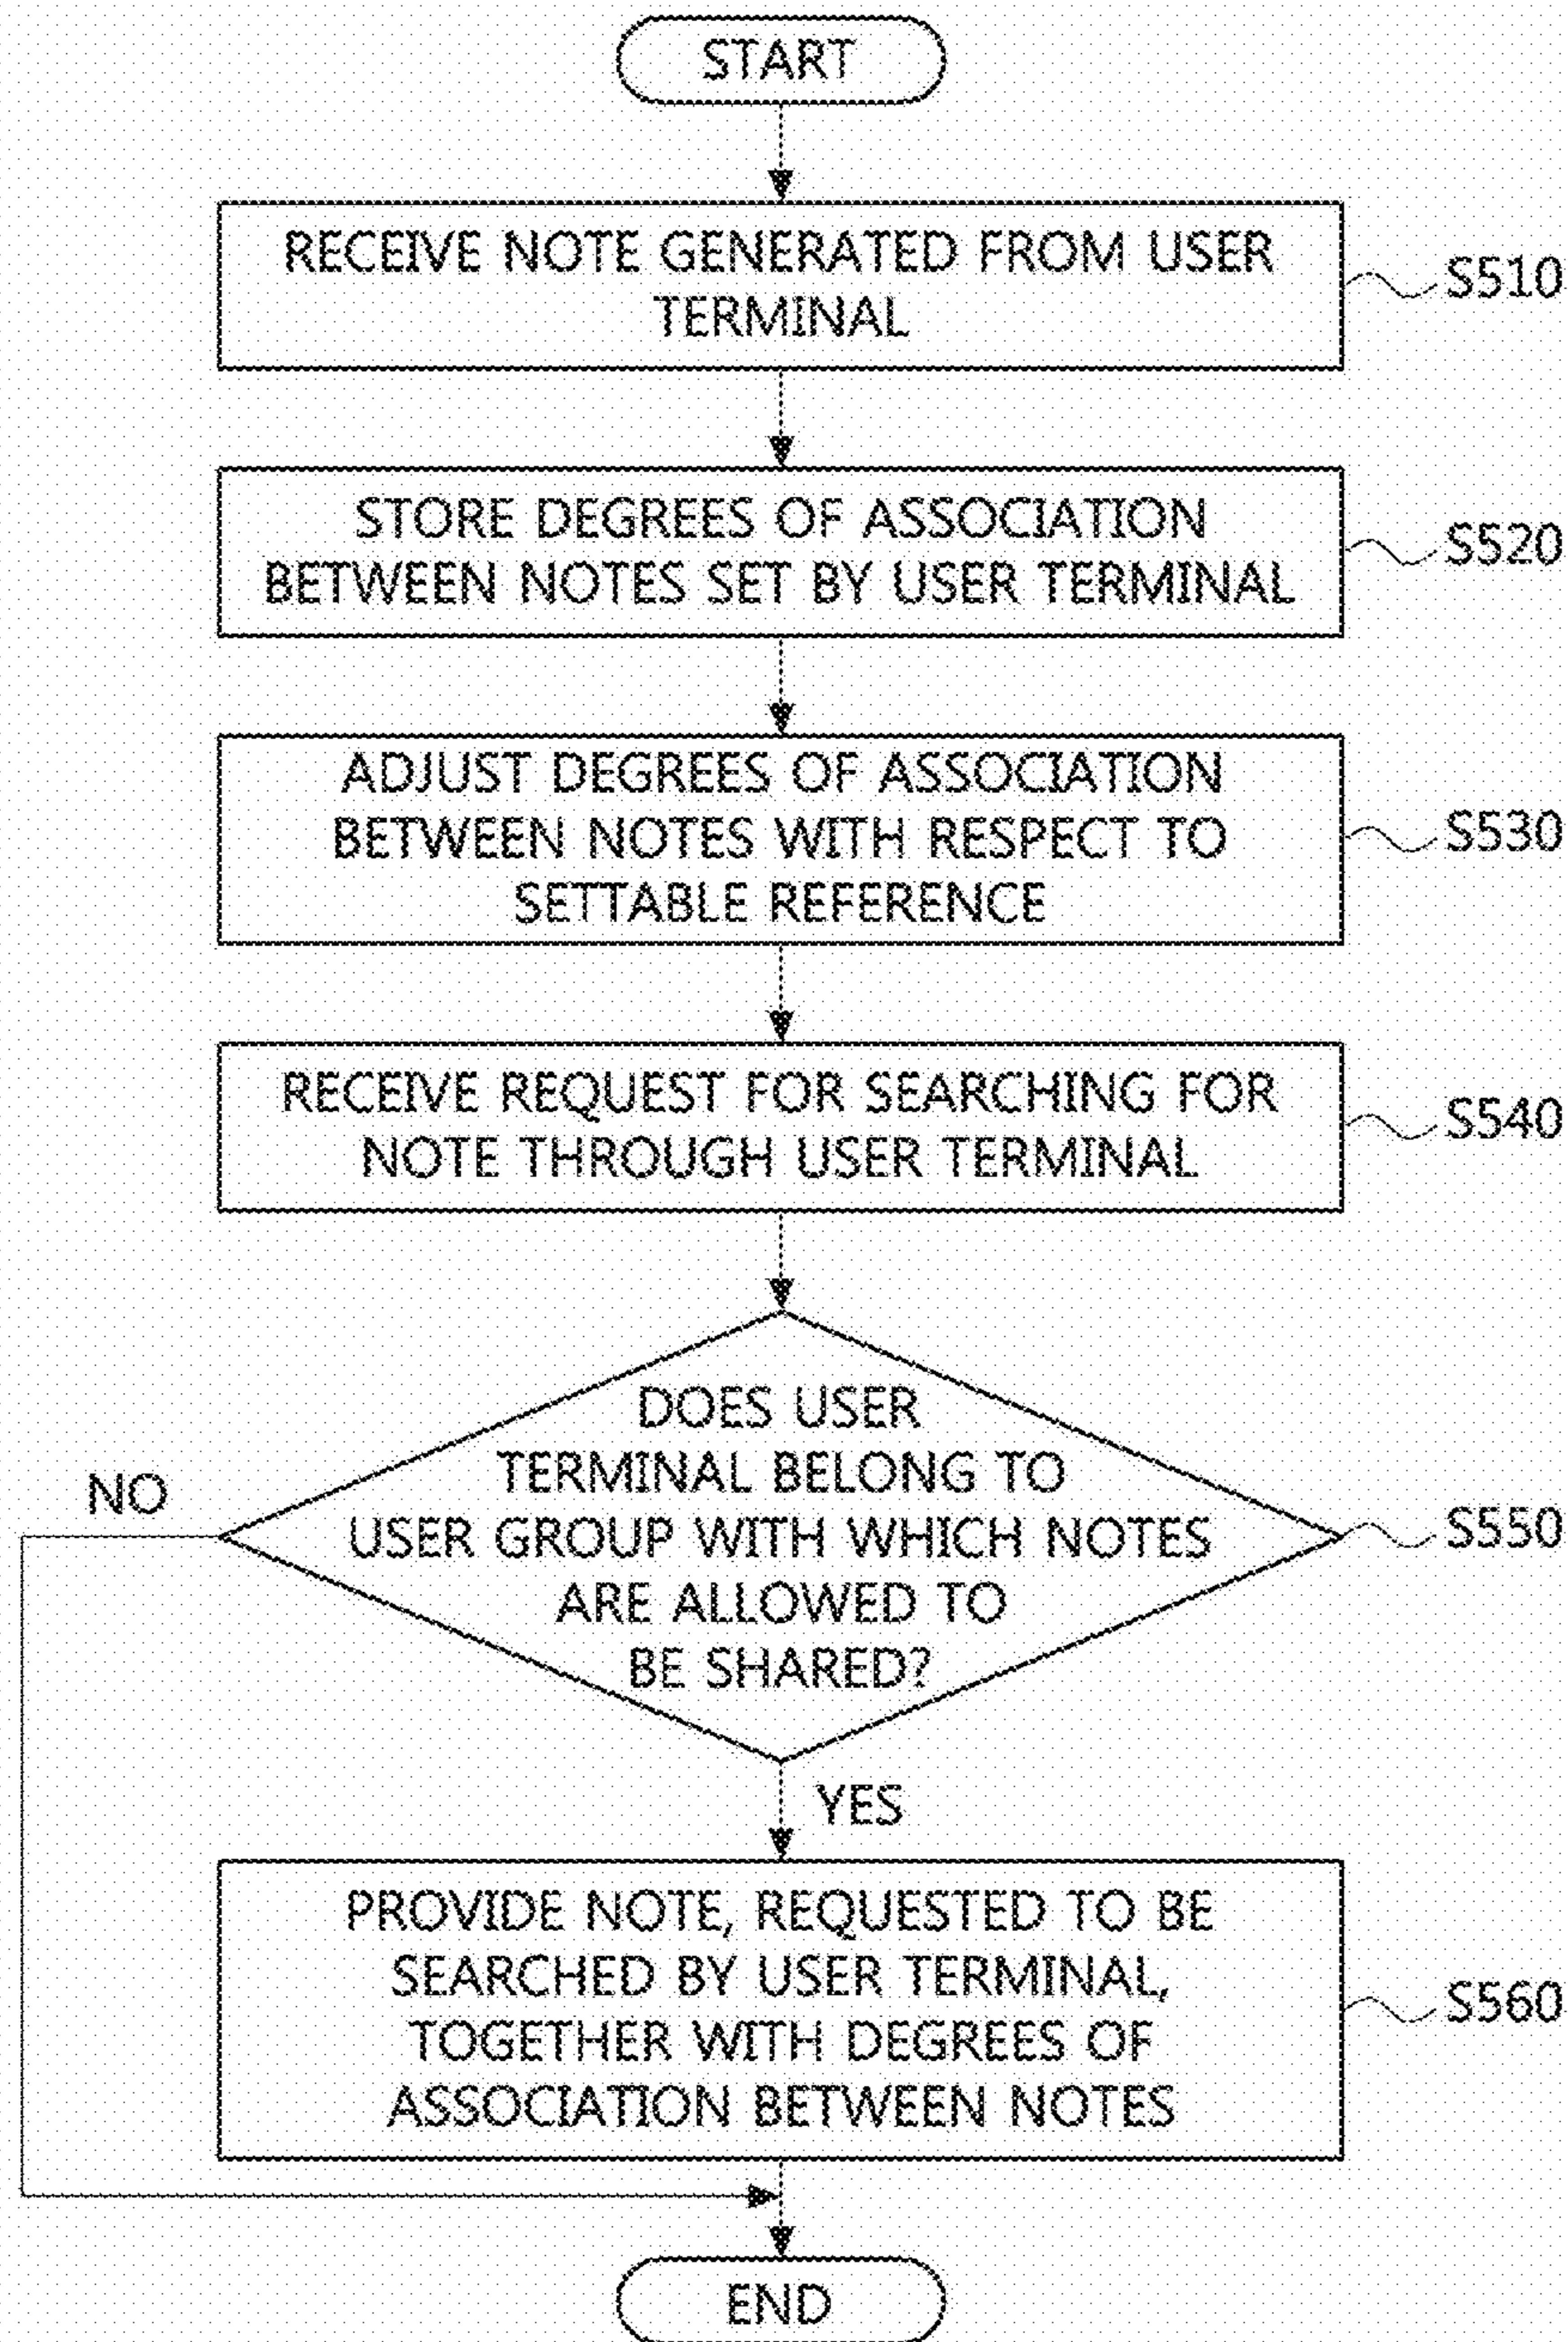 START
RECEIVE NOTE GENERATED FROM USER
TERMINAL
S510
STORE DEGREES OF ASSOCIATION
BETWEEN NOTES SET BY USER TERMINAL
S520
ADJUST DEGREES OF ASSOCIATION
BETWEEN NOTES WITH RESPECT TO
SETTABLE REFERENCE
S530
RECEIVE REQUEST FOR SEARCHING FOR
NOTE THROUGH USER TERMINAL
S540
DOES USER
TERMINAL BELONG TO
USER GROUP WITH WHICH NOTES
ARE ALLOWED TO
BE SHARED?
S550
NO
YES
PROVIDE NOTE, REQUESTED TO BE
SEARCHED BY USER TERMINAL,
TOGETHER WITH DEGREES OF
ASSOCIATION BETWEEN NOTES
S560
END